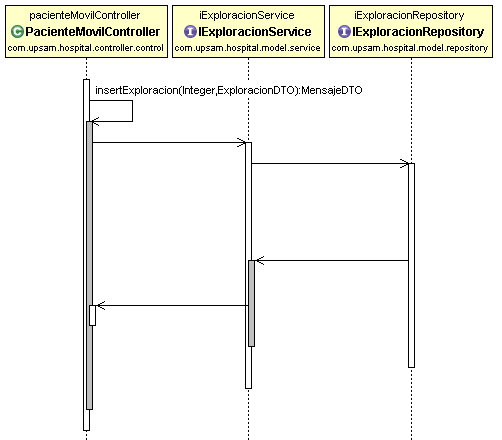 pacienteMovilController
C PacienteMovilController
com.upsam.hospital.controller.control
iExploracionService
I IExploracionService
com.upsam.hospital.model.service
iExploracionRepository
I IExploracionRepository
com.upsam.hospital.model.repository
insertExploracion(Integer,ExploracionDTO):MensajeDTO